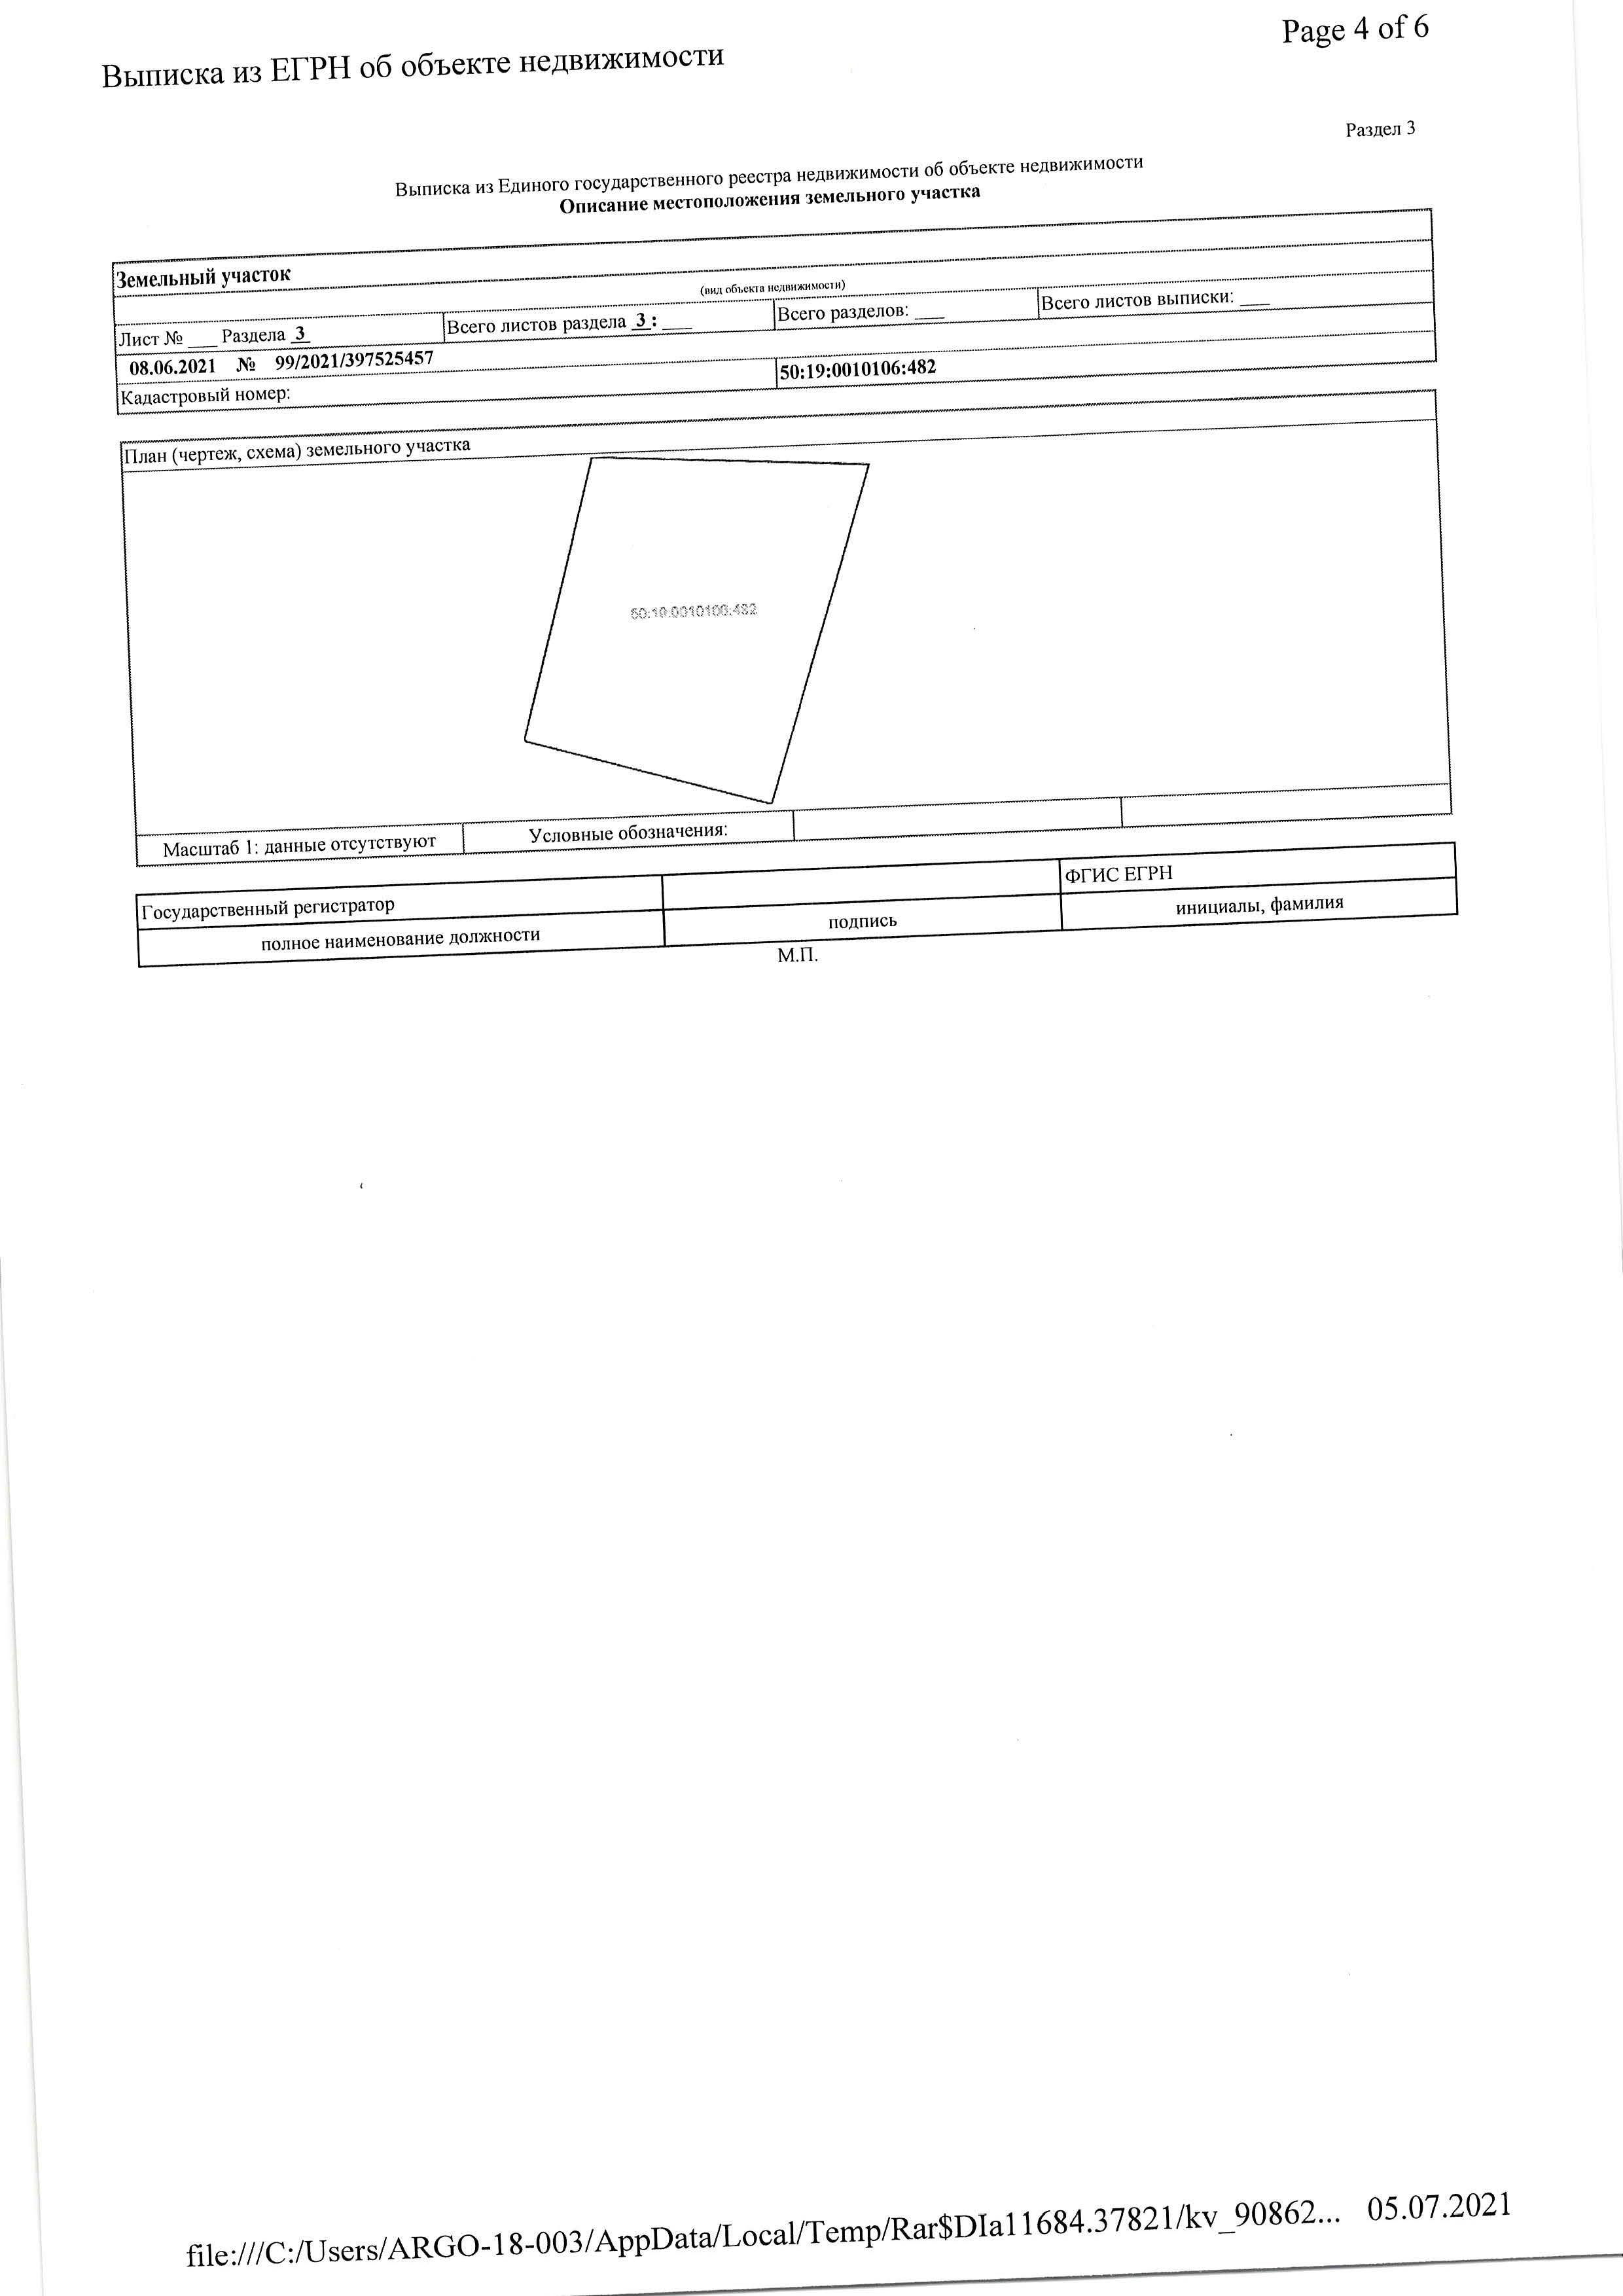 Выписка из ЕГРН об объекте недвижимости
Page 4 of 6
Раздел 3
Выписка из Единого государственного реестра недвижимости об объекте недвижимости
Описание местоположения земельного участка
Земельный участок
(вид объекта недвижимости)
Лист № ___ Раздела 3
Всего листов раздела 3 : ___
Всего разделов: ___
Всего листов выписки: ___
08.06.2021 № 99/2021/397525457
Кадастровый номер:
50:19:0010106:482
План (чертеж, схема) земельного участка
50:19:0010106:482
Масштаб 1: данные отсутствуют
Условные обозначения:
Государственный регистратор
ФГИС ЕГРН
полное наименование должности
подпись
инициалы, фамилия
М.П.
file:///C:/Users/ARGO-18-003/AppData/Local/Temp/Rar$DIa11684.37821/kv_90862... 05.07.2021